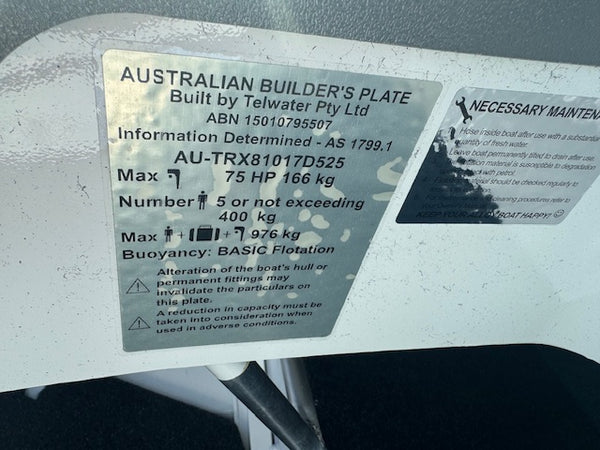 AUSTRALIAN BUILDER'S PLATE
Built by Telwater Pty Ltd
ABN 15010795507
Information Determined - AS 1799.1
AU-TRX81017D525
Max 75 HP 166 kg
Number 5 or not exceeding
400 kg
Max + + 976 kg
Buoyancy: BASIC Flotation
Alteration of the boat's hull or
permanent fittings may
invalidate the particulars on
this plate.
A reduction in capacity must be
taken into consideration when
used in adverse conditions.
NECESSARY MAINTENA
Hose inside boat after use with a substantial
quantity of fresh water.
Leave boat permanently tilted to drain after use.
material is susceptible to degradation
with petrol.
should be checked regularly to
cleaning procedures refer to
KEEP YOUR BOAT HAPPY!